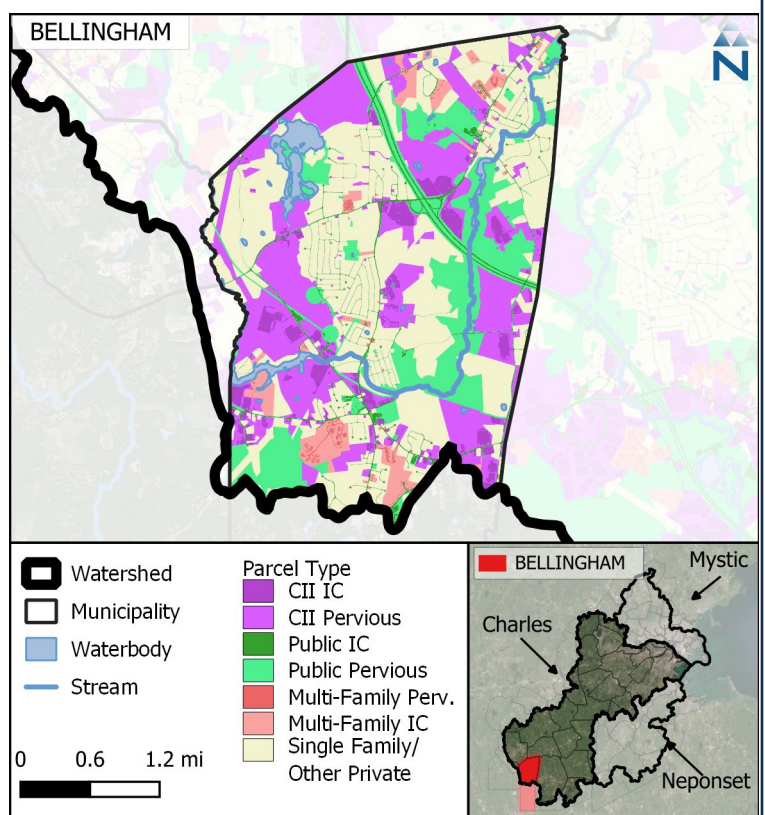 BELLINGHAM
N
Watershed
Municipality
Waterbody
Stream
0 0.6 1.2 mi
Parcel Type
CII IC
CII Pervious
Public IC
Public Pervious
Multi-Family Perv.
Multi-Family IC
Single Family/
Other Private
BELLINGHAM
Mystic
Charles
Neponset